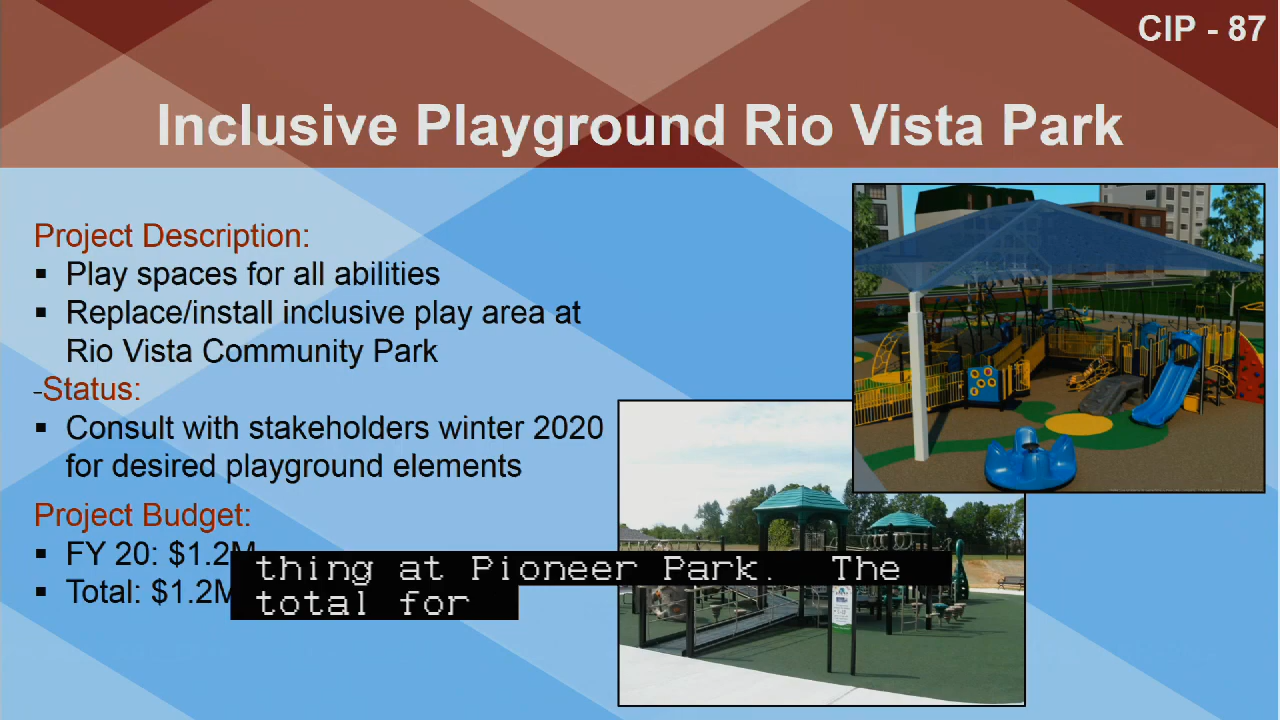 CIP - 87
Inclusive Playground Rio Vista Park
Project Description:
▪ Play spaces for all abilities
▪ Replace/install inclusive play area at
Rio Vista Community Park
-Status:
▪ Consult with stakeholders winter 2020
for desired playground elements
Project Budget:
▪ FY 20: $1.2M
▪ Total: $1.2M
thing at Pioneer Park. The
total for